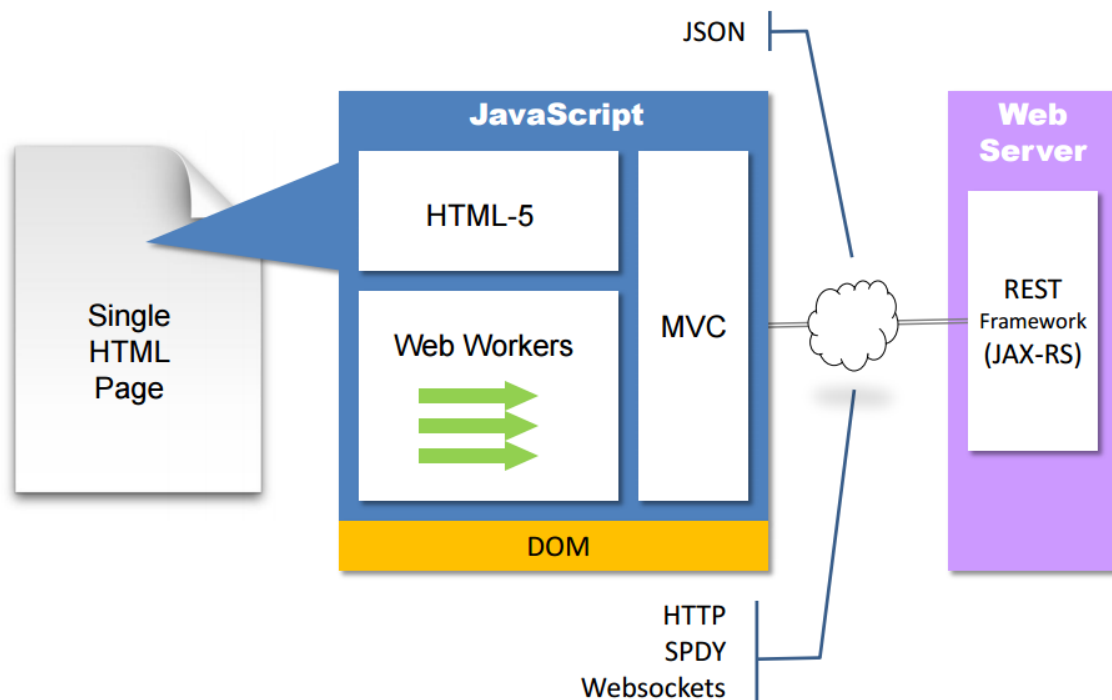 JSON
JavaScript
Web
Server
HTML-5
Single
HTML
Page
Web Workers
MVC
REST
Framework
(JAX-RS)
DOM
HTTP
SPDY
Websockets